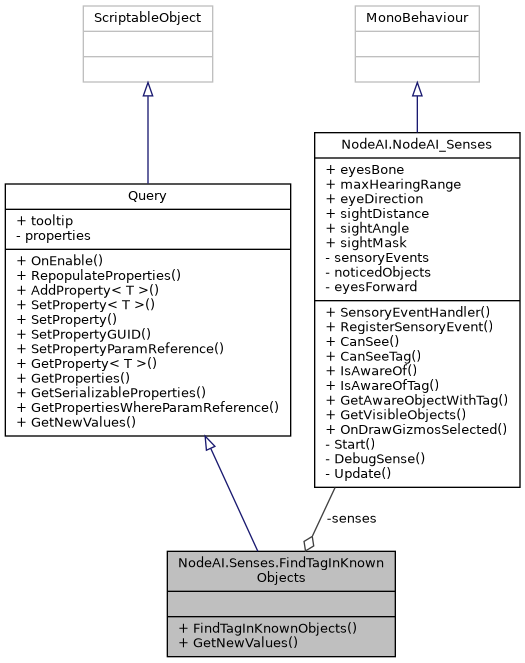 ScriptableObject
MonoBehaviour
NodeAI.NodeAI_Senses
+ eyesBone
+ maxHearingRange
+ eyeDirection
+ sightDistance
+ sightAngle
+ sightMask
- sensoryEvents
- noticedObjects
- eyesForward
+ SensoryEventHandler()
+ RegisterSensoryEvent()
+ CanSee()
+ CanSeeTag()
+ IsAwareOf()
+ IsAwareOfTag()
+ GetAwareObjectWithTag()
+ GetVisibleObjects()
+ OnDrawGizmosSelected()
- Start()
- DebugSense()
- Update()
Query
+ tooltip
- properties
+ OnEnable()
+ RepopulateProperties()
+ AddProperty< T >()
+ SetProperty< T >()
+ SetProperty()
+ SetPropertyGUID()
+ SetPropertyParamReference()
+ GetProperty< T >()
+ GetProperties()
+ GetSerializableProperties()
+ GetPropertiesWhereParamReference()
+ GetNewValues()
-senses
NodeAI.Senses.FindTagInKnown
Objects
+ FindTagInKnownObjects()
+ GetNewValues()